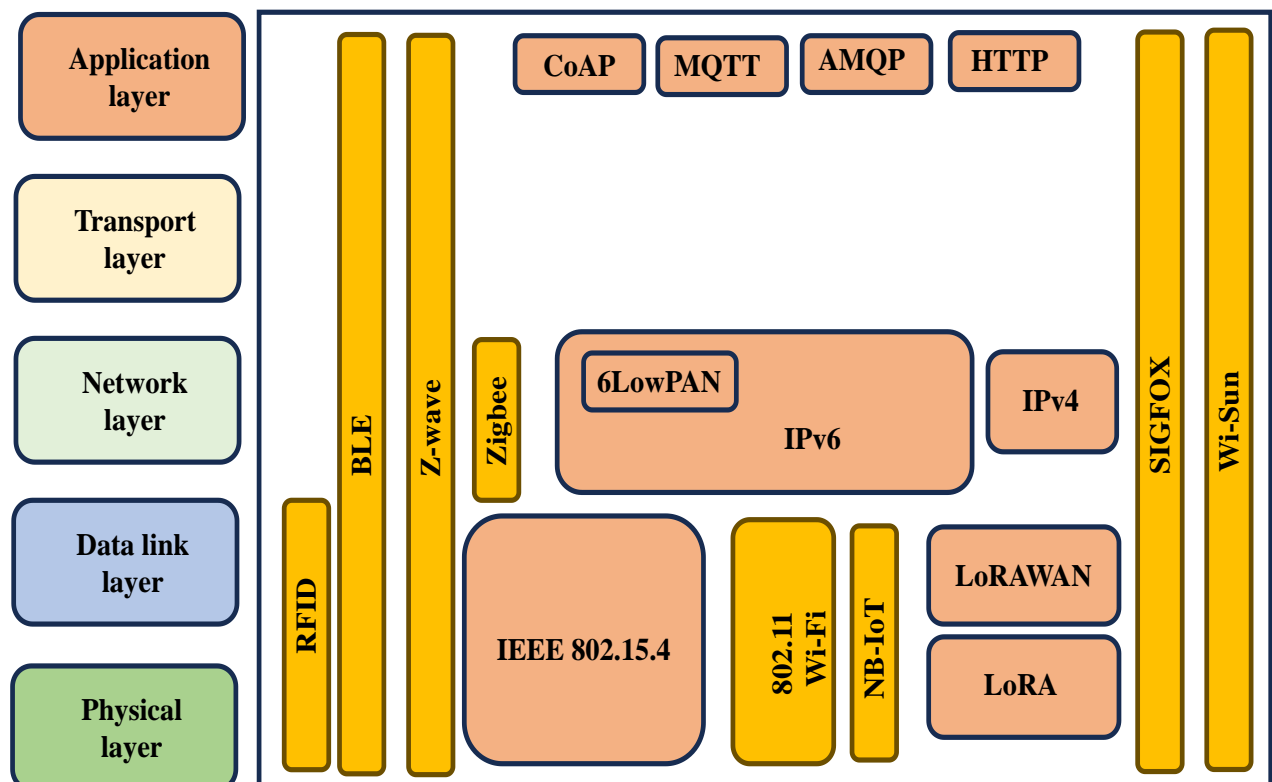 Application
layer
Transport
layer
Network
layer
Data link
layer
Physical
layer
CoAP
MQTT
AMQP
HTTP
RFID
BLE
Z-wave
Zigbee
6LowPAN
IPv6
IPv4
IEEE 802.15.4
802.11
Wi-Fi
NB-IoT
LoRAWAN
LoRA
SIGFOX
Wi-Sun